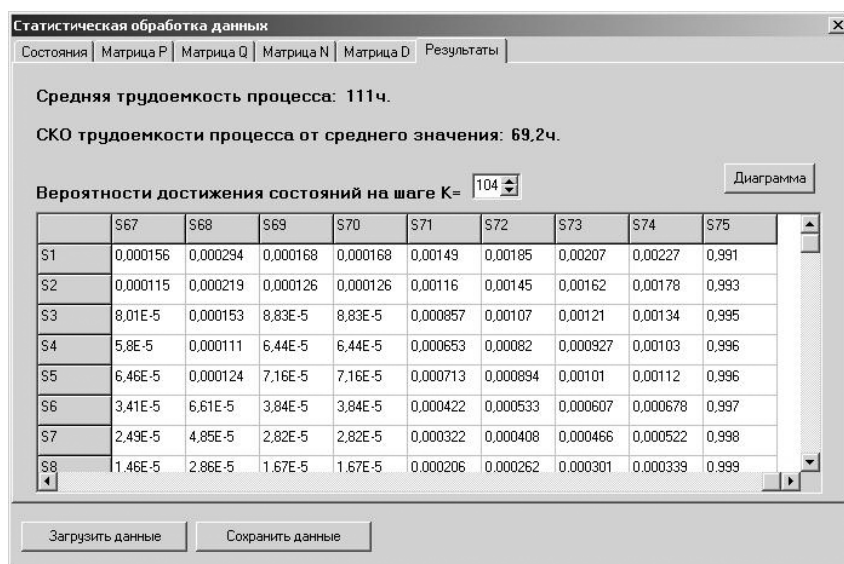 Статистическая обработка данных
Состояния Матрица P Матрица Q Матрица N Матрица D Результаты
Средняя трудоемкость процесса: 111ч.
СКО трудоемкости процесса от среднего значения: 69,2ч.
Вероятности достижения состояний на шаге K= 104 Диаграмма
S67 S68 S69 S70 S71 S72 S73 S74 S75
S1 0,000156 0,000294 0,000168 0,000168 0,00149 0,00185 0,00207 0,00227 0,991
S2 0,000115 0,000219 0,000126 0,000126 0,00116 0,00145 0,00162 0,00178 0,993
S3 8,01E-5 0,000153 8,83E-5 8,83E-5 0,000857 0,00107 0,00121 0,00134 0,995
S4 5,8E-5 0,000111 6,44E-5 6,44E-5 0,000653 0,00082 0,000927 0,00103 0,996
S5 6,46E-5 0,000124 7,16E-5 7,16E-5 0,000713 0,000894 0,00101 0,00112 0,996
S6 3,41E-5 6,61E-5 3,84E-5 3,84E-5 0,000422 0,000533 0,000607 0,000678 0,997
S7 2,49E-5 4,85E-5 2,82E-5 2,82E-5 0,000322 0,000408 0,000466 0,000522 0,998
S8 1,46E-5 2,86E-5 1,67E-5 1,67E-5 0,000206 0,000262 0,000301 0,000339 0,999
Загрузить данные Сохранить данные